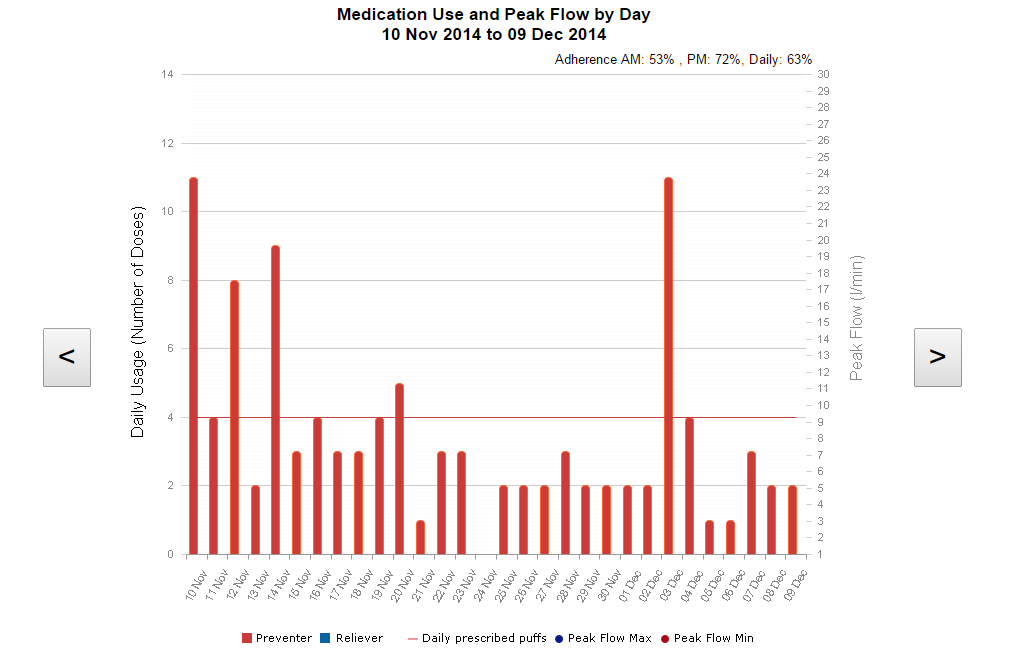 Medication Use and Peak Flow by Day
10 Nov 2014 to 09 Dec 2014
Adherence AM: 53% , PM: 72%, Daily: 63%
Daily Usage (Number of Doses)
14
12
10
8
6
4
2
0
30
29
28
27
26
25
24
23
22
21
20
19
18
17
16
15
14
13
12
11
10
9
8
7
6
5
4
3
2
1
Peak Flow (l/min)
<
>
10 Nov
11 Nov
12 Nov
13 Nov
14 Nov
15 Nov
16 Nov
17 Nov
18 Nov
19 Nov
20 Nov
21 Nov
22 Nov
23 Nov
24 Nov
25 Nov
26 Nov
27 Nov
28 Nov
29 Nov
30 Nov
01 Dec
02 Dec
03 Dec
04 Dec
05 Dec
06 Dec
07 Dec
08 Dec
09 Dec
Preventer Reliever Daily prescribed puffs Peak Flow Max Peak Flow Min